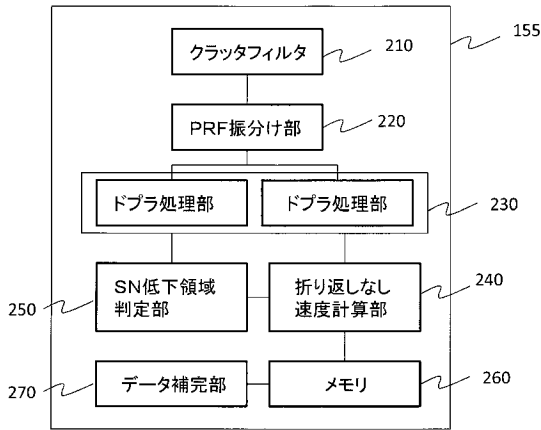 155
クラッタフィルタ
210
PRF振分け部
220
ドプラ処理部
ドプラ処理部
230
SN低下領域
判定部
250
折り返しなし
速度計算部
240
データ補完部
270
メモリ
260